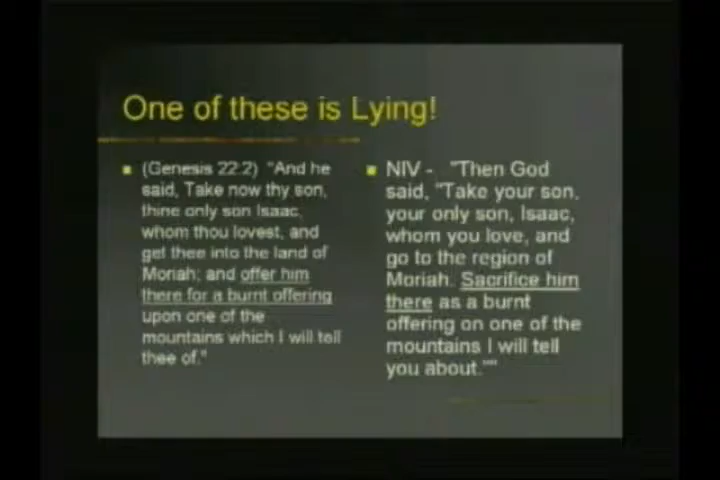 One of these is Lying!
(Genesis 22:2) "And he
said, Take now thy son,
thine only son Isaac,
whom thou lovest, and
get thee into the land of
Moriah; and offer him
there for a burnt offering
upon one of the
mountains which I will tell
thee of."
NIV - "Then God
said, "Take your son,
your only son, Isaac,
whom you love, and
go to the region of
Moriah. Sacrifice him
there as a burnt
offering on one of the
mountains I will tell
you about.""